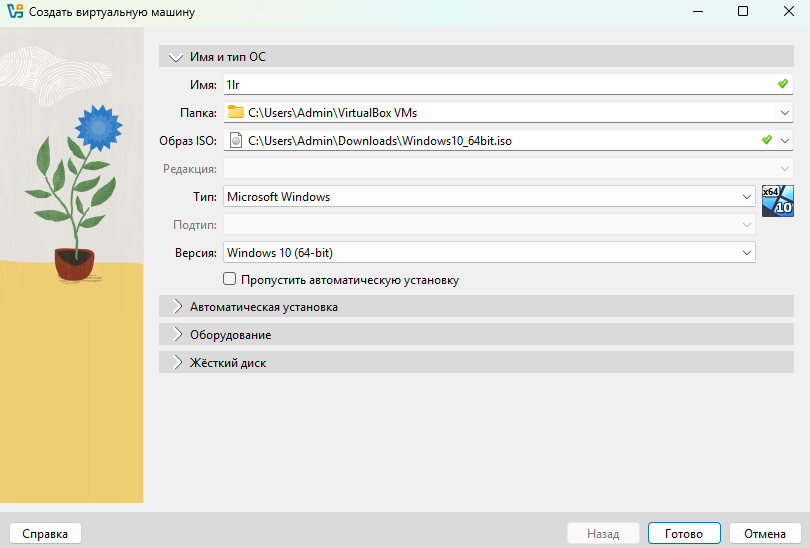 Создать виртуальную машину
Имя и тип ОС
Имя: 1lr
Папка: C:\Users\Admin\VirtualBox VMs
Образ ISO: C:\Users\Admin\Downloads\Windows10_64bit.iso
Редакция:
Тип: Microsoft Windows
x64
10
Подтип:
Версия: Windows 10 (64-bit)
Пропустить автоматическую установку
Автоматическая установка
Оборудование
Жёсткий диск
Справка Назад Готово Отмена